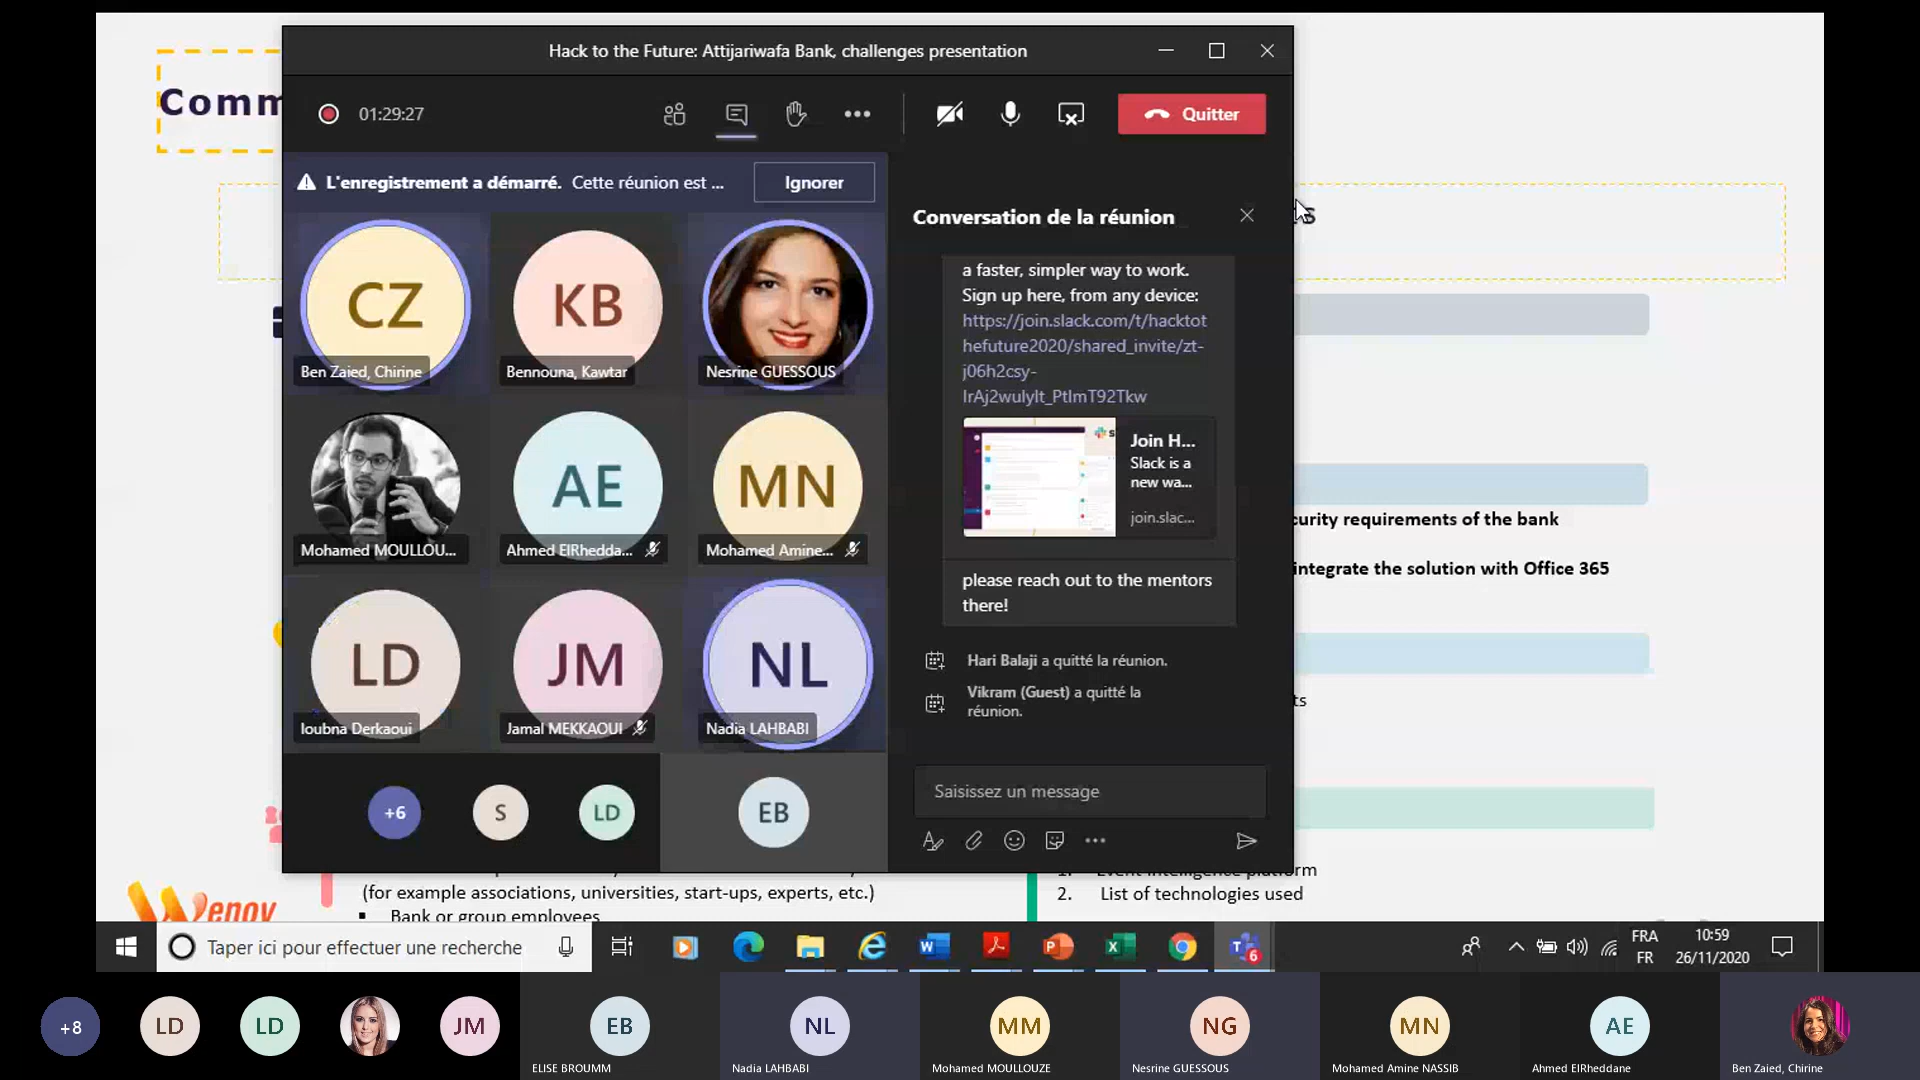 Hack to the Future: Attijariwafa Bank, challenges presentation
Comm
01:29:27
Quitter
L'enregistrement a démarré. Cette réunion est ...
Ignorer
Conversation de la réunion
CZ
Ben Zaied, Chirine
KB
Bennouna, Kawtar
Nesrine GUESSOUS
Mohamed MOULLOU...
AE
Ahmed ElRhedda...
MN
Mohamed Amine...
LD
loubna Derkaoui
JM
Jamal MEKKAOUI
NL
Nadia LAHBABI
+6
S
LD
EB
a faster, simpler way to work.
Sign up here, from any device:
https://join.slack.com/t/hacktot
hefuture2020/shared_invite/zt-
j06h2csy-
Join H...
Slack is a
new wa...
join.slac...
please reach out to the mentors
there!
Hari Balaji a quitté la réunion.
Vikram (Guest) a quitté la
réunion.
Saisissez un message
curity requirements of the bank
integrate the solution with Office 365
ts
1. Event intelligence platform
2. List of technologies used
(for example associations, universities, start-ups, experts, etc.)
▪ Bank or group employees
Wenov
Taper ici pour effectuer une recherche
6
FRA
FR
10:59
26/11/2020
+8
LD
LD
JM
EB
ELISE BROUMM
NL
Nadia LAHBABI
MM
Mohamed MOULLOUZE
NG
Nesrine GUESSOUS
MN
Mohamed Amine NASSIB
AE
Ahmed ElRheddane
Ben Zaied, Chirine